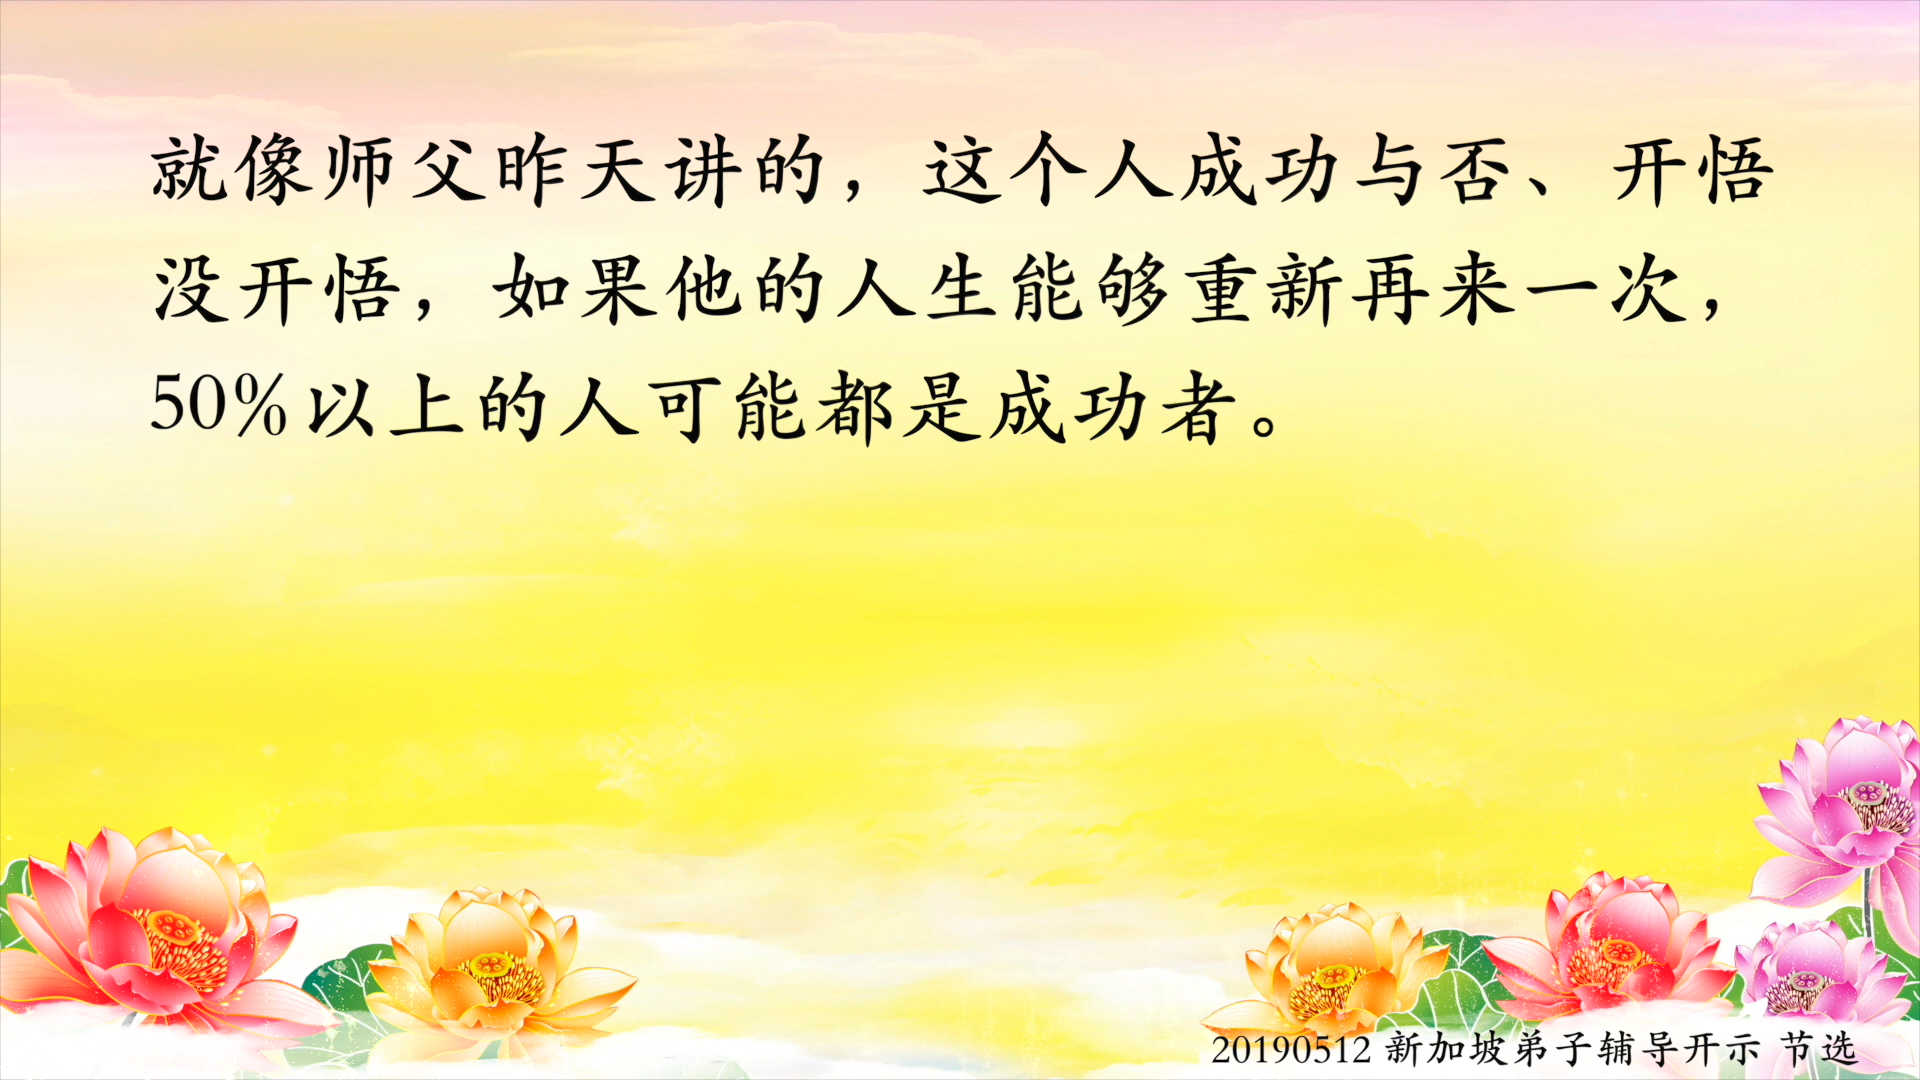 就像师父昨天讲的，这个人成功与否、开悟
没开悟，如果他的人生能够重新再来一次，
50%以上的人可能都是成功者。
20190512 新加坡弟子辅导开示 节选